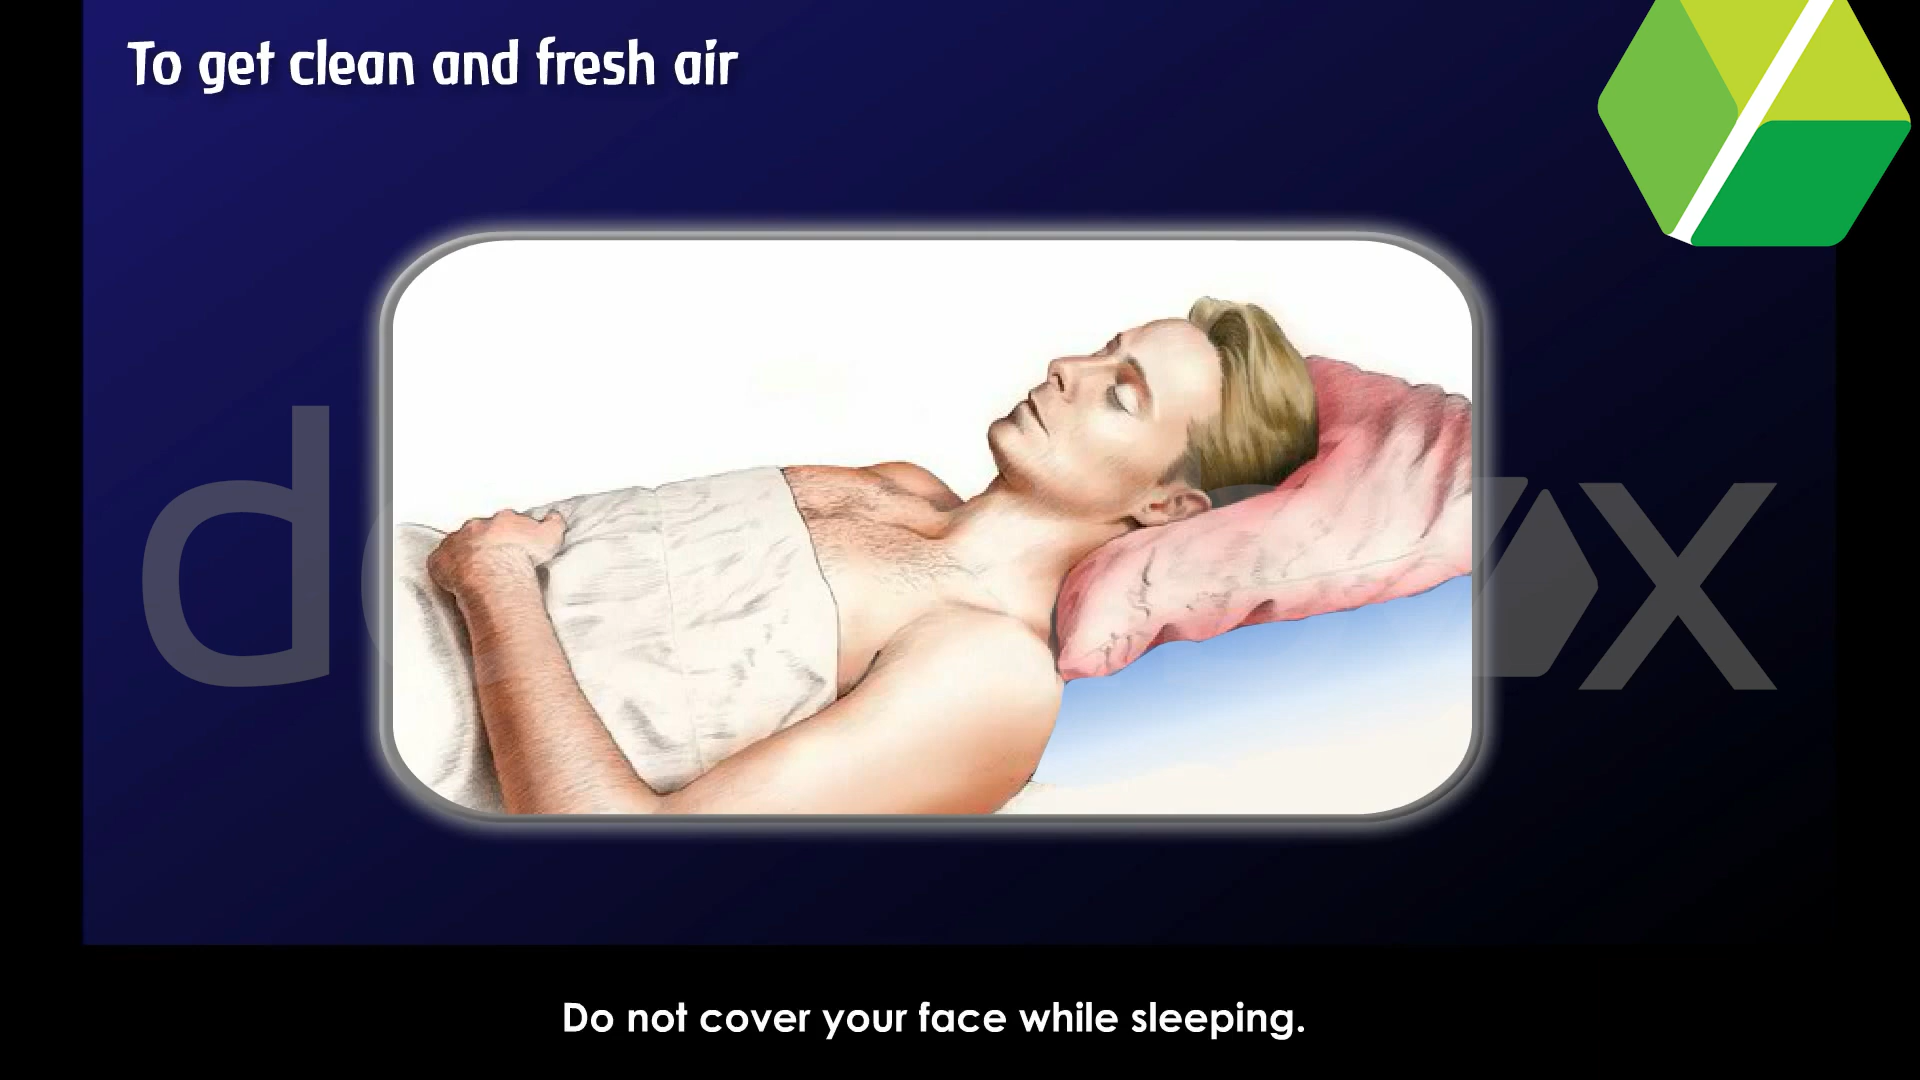 To get clean and fresh air
Do not cover your face while sleeping.